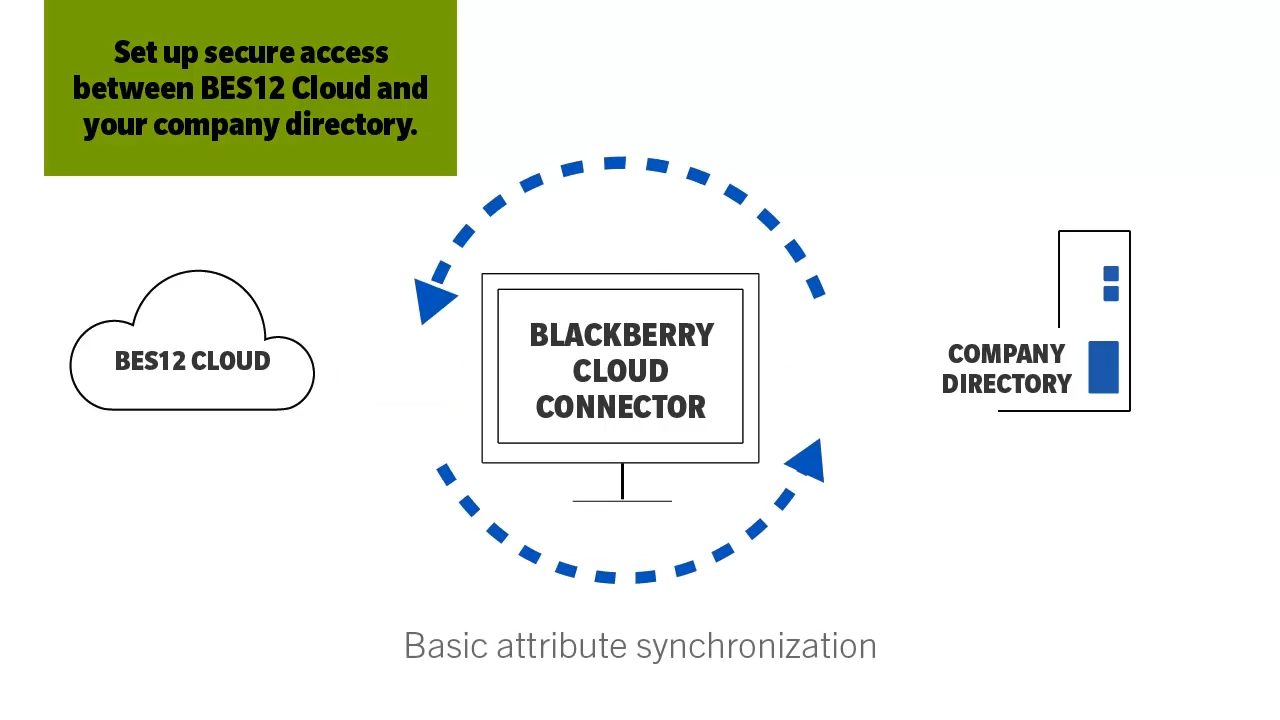 Set up secure access
between BES12 Cloud and
your company directory.
BES12 CLOUD
BLACKBERRY
CLOUD
CONNECTOR
COMPANY
DIRECTORY
Basic attribute synchronization